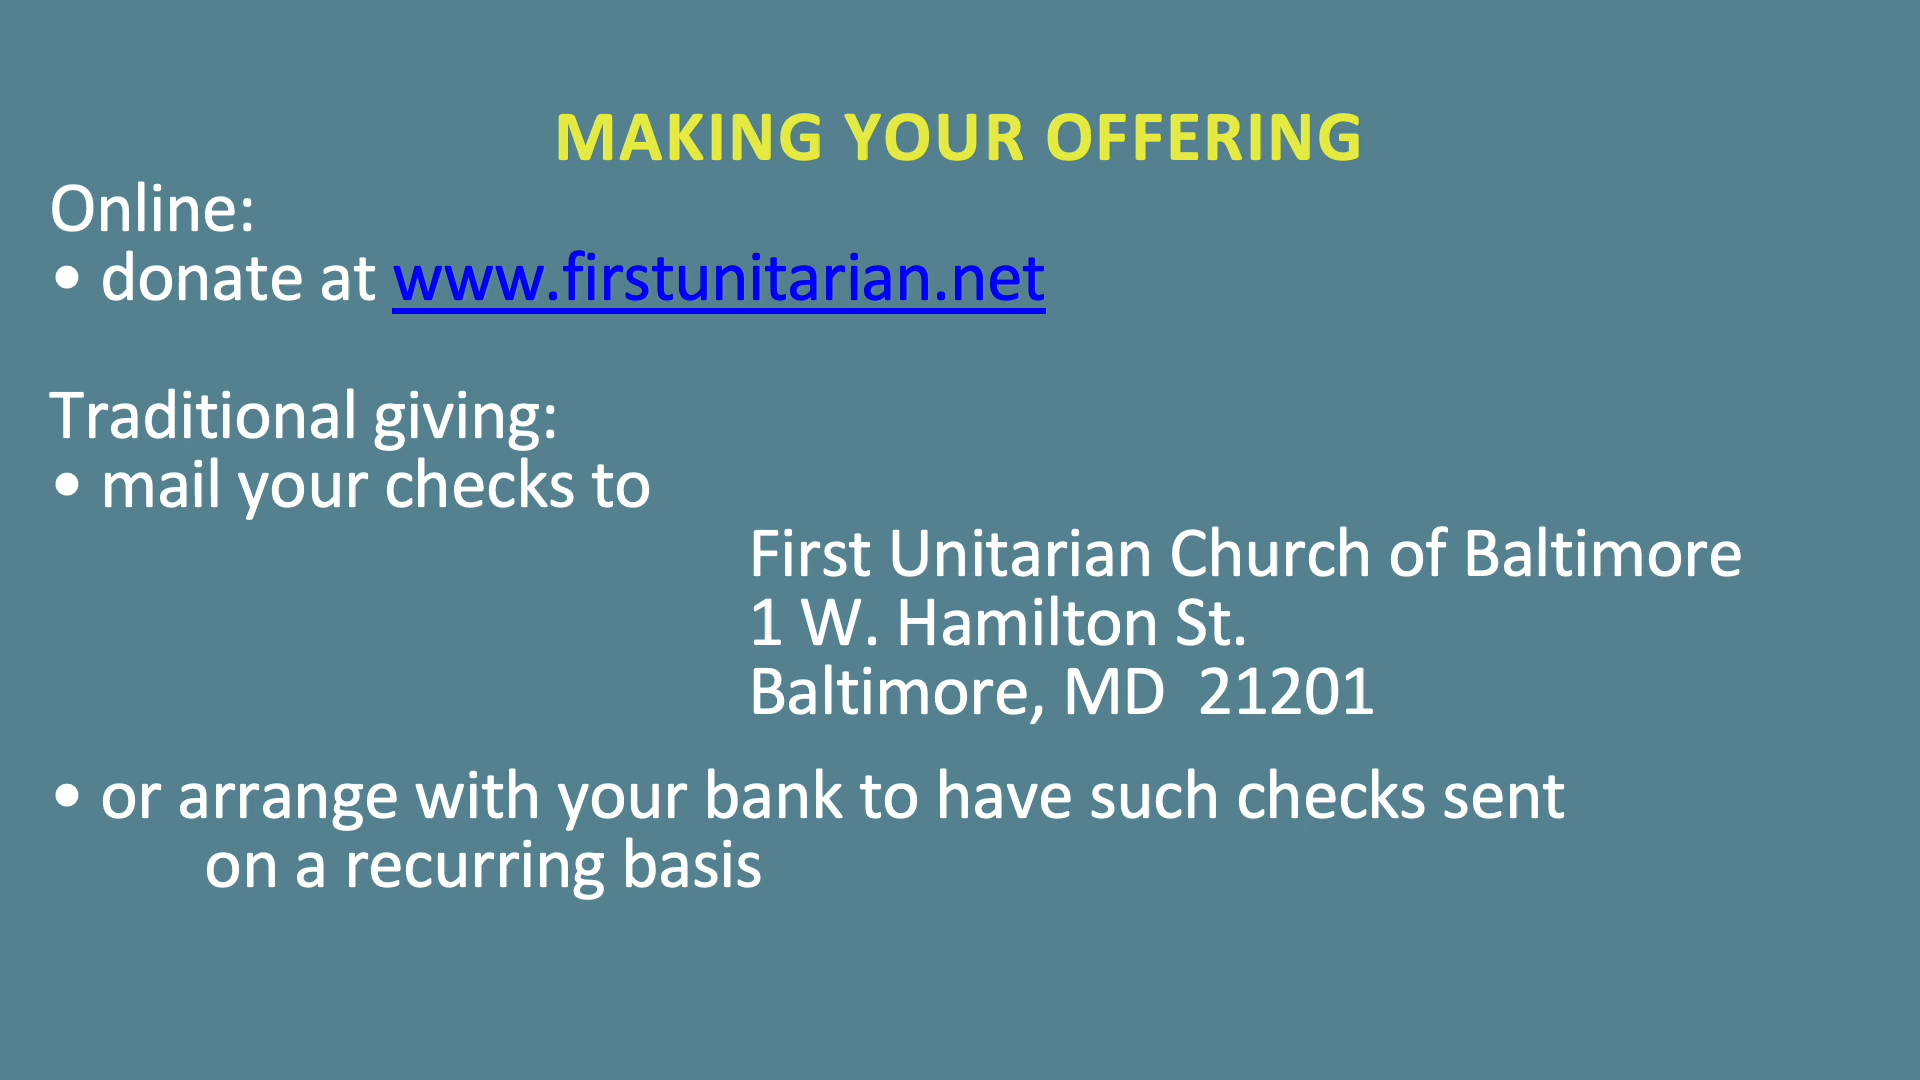 MAKING YOUR OFFERING
Online:
• donate at www.firstunitarian.net
Traditional giving:
• mail your checks to
First Unitarian Church of Baltimore
1 W. Hamilton St.
Baltimore, MD  21201
• or arrange with your bank to have such checks sent
on a recurring basis